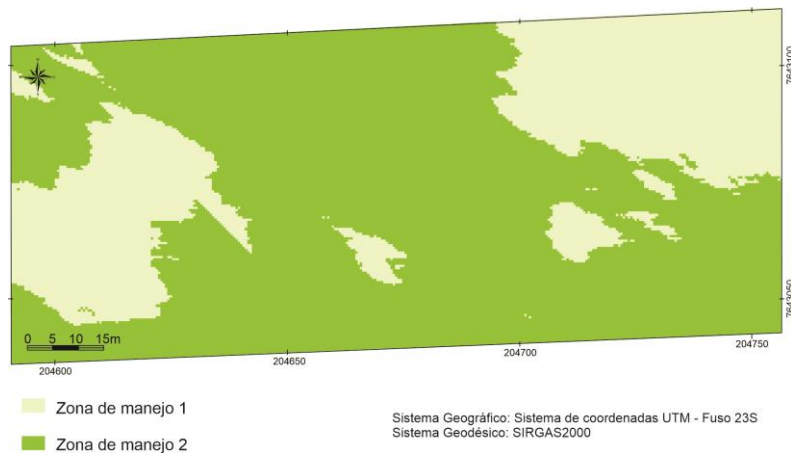 7643100
7643050
0 5 10 15m
204600
204650
204700
204750
Zona de manejo 1
Zona de manejo 2
Sistema Geográfico: Sistema de coordenadas UTM - Fuso 23S
Sistema Geodésico: SIRGAS2000